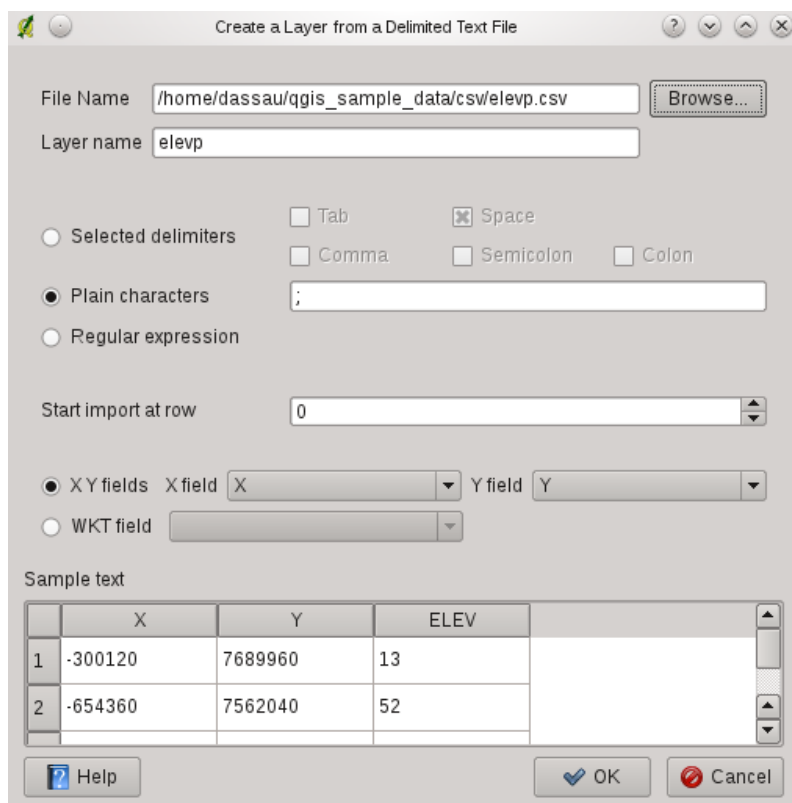 Create a Layer from a Delimited Text File
File Name /home/dassau/qgis_sample_data/csv/elevp.csv Browse...
Layer name elevp
Selected delimiters Tab Space
Comma Semicolon Colon
Plain characters ;
Regular expression
Start import at row 0
X Y fields X field X Y field Y
WKT field
Sample text
X Y ELEV
1 -300120 7689960 13
2 -654360 7562040 52
Help OK Cancel